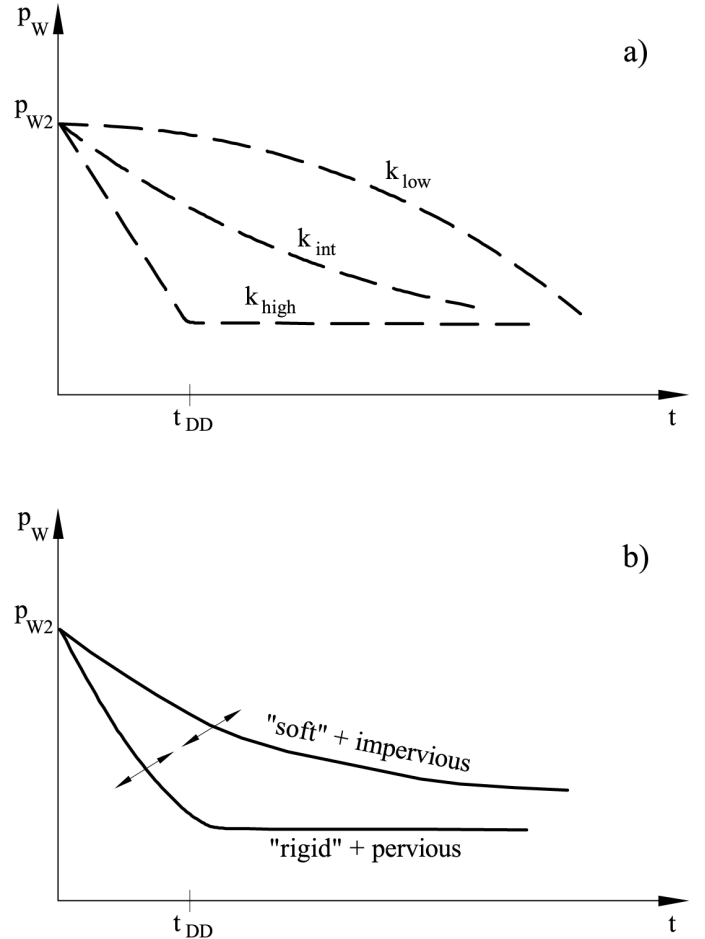 p_W
a)
p_W2
k_low
k_int
k_high
t_DD
t
p_W
b)
p_W2
"soft" + impervious
"rigid" + pervious
t_DD
t